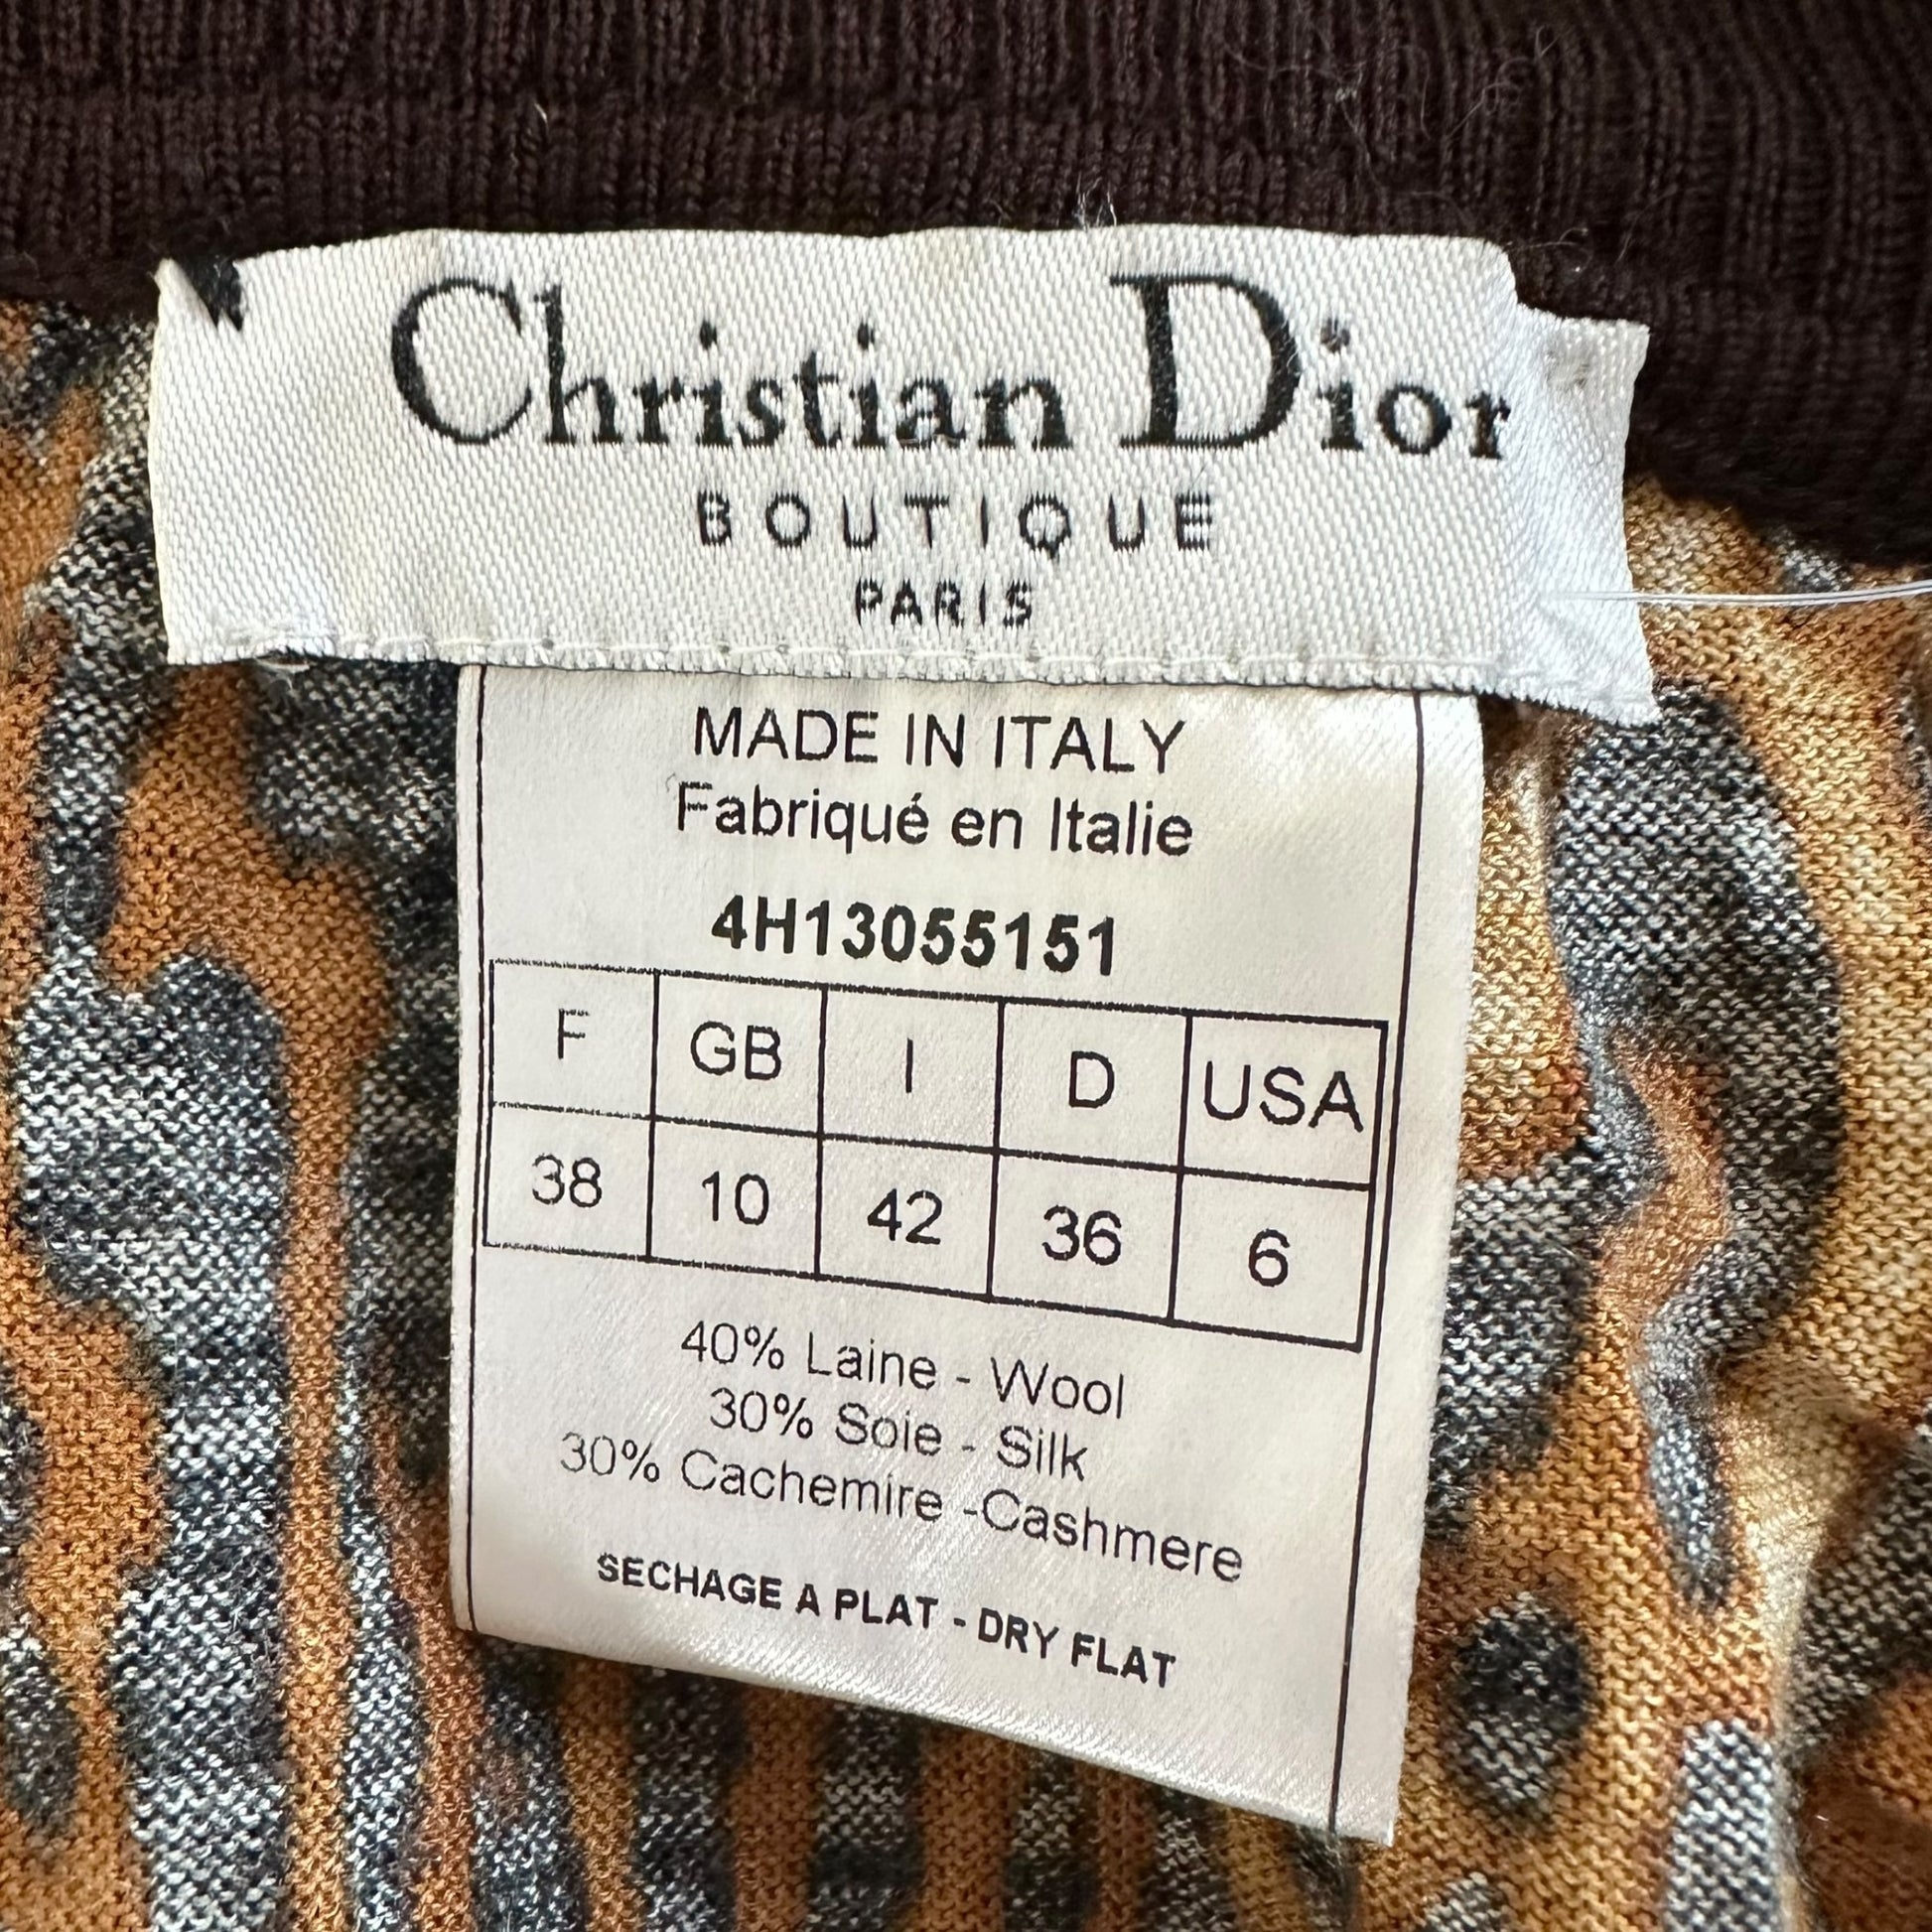 Christian Dior
BOUTIQUE
PARIS
MADE IN ITALY
Fabriqué en Italie
4H13055151
F GB I D USA
38 10 42 36 6
40% Laine - Wool
30% Soie - Silk
30% Cachemire -Cashmere
SECHAGE A PLAT - DRY FLAT